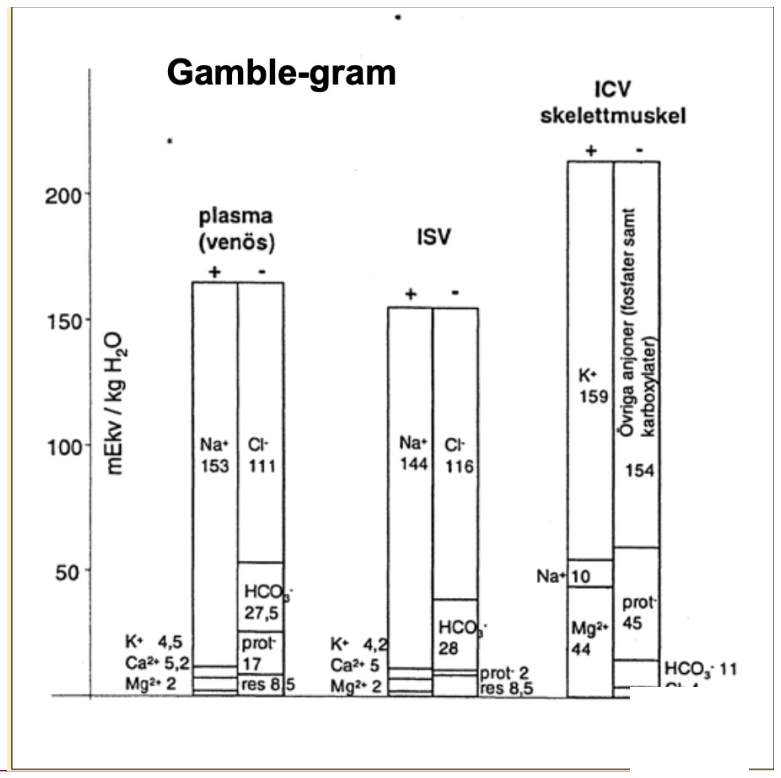 Gamble-gram
ICV
skelettmuskel
+ -
200
plasma
(venös)
+ -
ISV
+ -
150
mEkv / kg H₂O
100
50
Na⁺
153
Cl⁻
111
HCO₃⁻
27,5
K⁺ 4,5
Ca²⁺ 5,2
Mg²⁺ 2
prot⁻
17
res 8,5
Na⁺
144
Cl⁻
116
HCO₃⁻
28
K⁺ 4,2
Ca²⁺ 5
Mg²⁺ 2
prot⁻ 2
res 8,5
K⁺
159
Övriga anjoner (fosfater samt
karboxylater)
154
Na⁺ 10
Mg²⁺
44
prot⁻
45
HCO₃⁻ 11